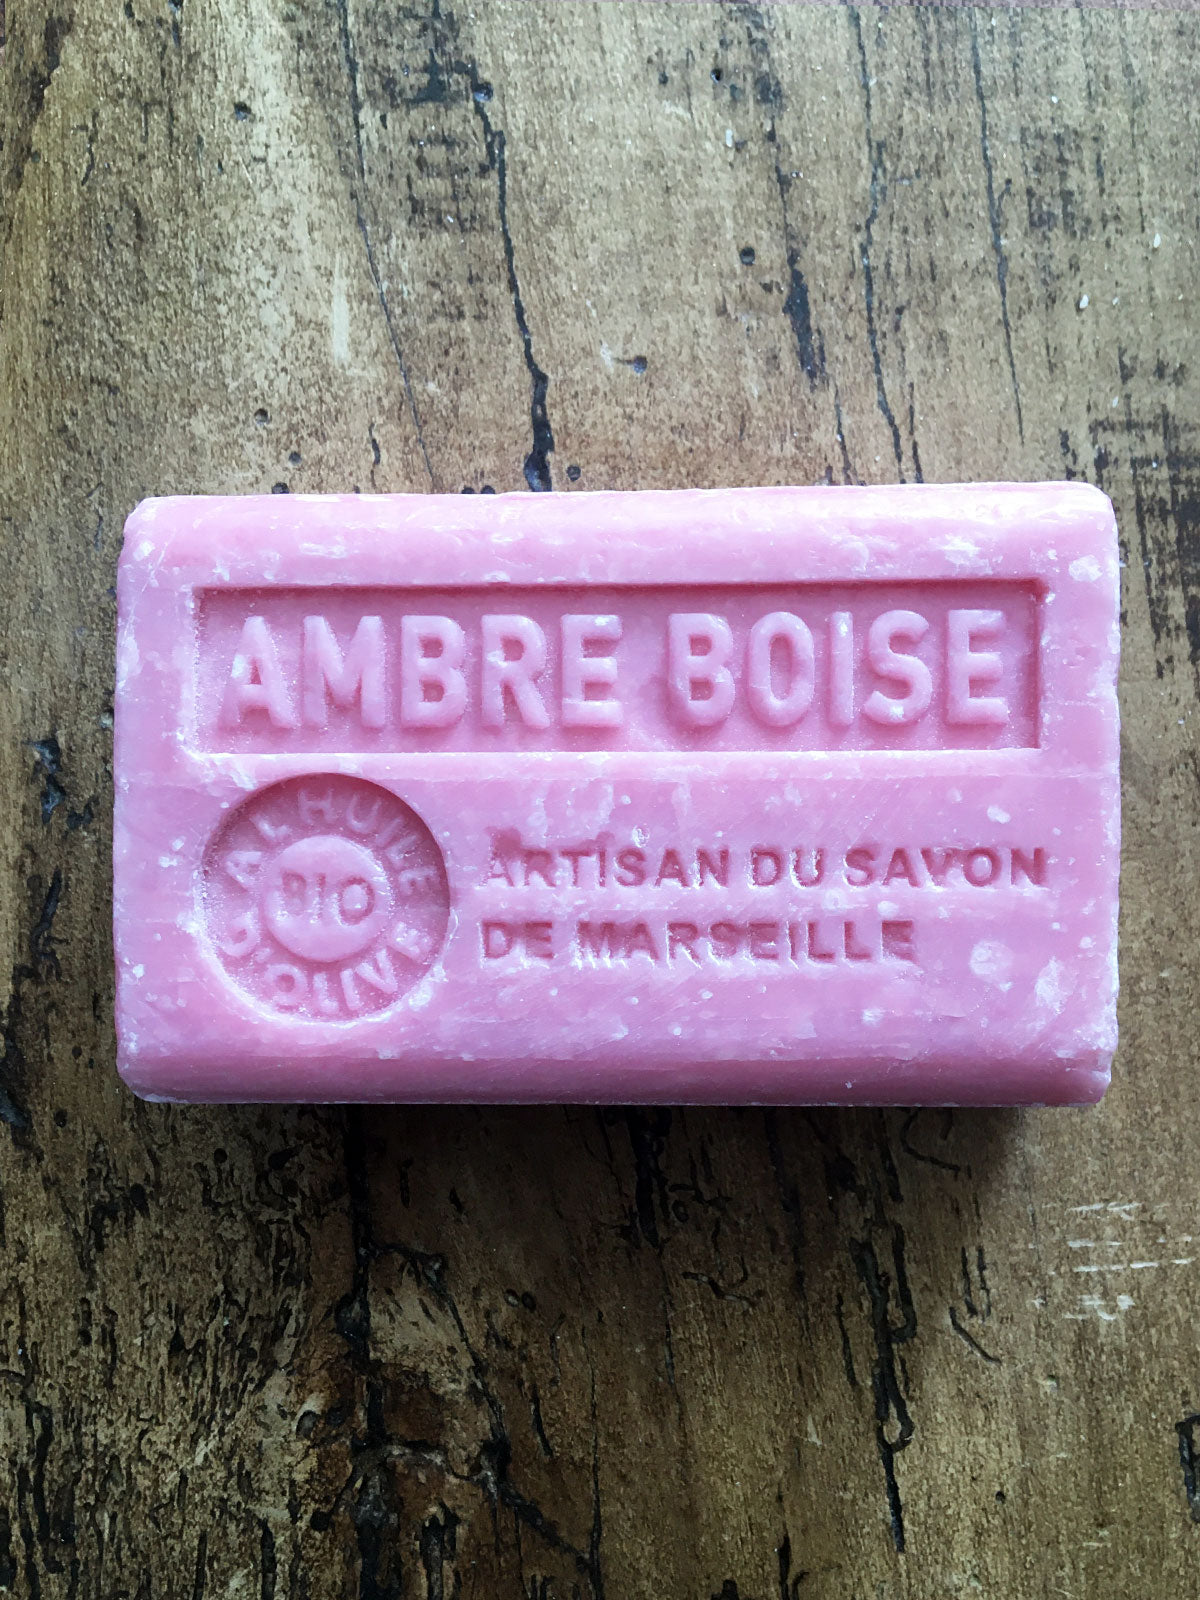 AMBRE BOISE
A L HUILE
D'OLIVE
BIO
ARTISAN DU SAVON
DE MARSEILLE